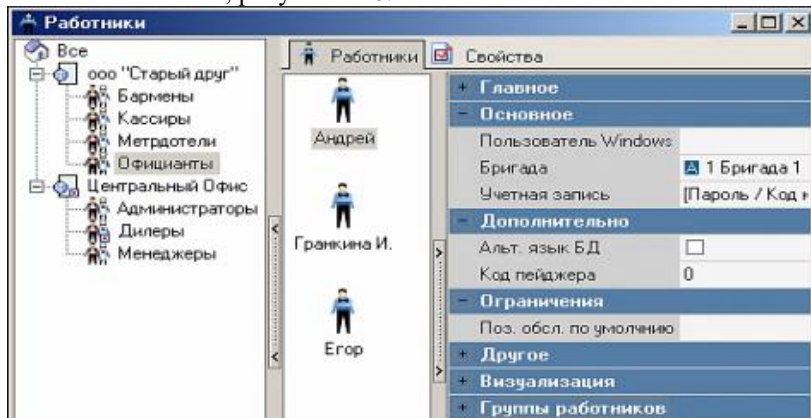 Работники
Все
ооо "Старый друг"
Бармены
Кассиры
Метрдотели
Официанты
Центральный Офис
Администраторы
Дилеры
Менеджеры
Работники
Свойства
Андрей
Гранкина И.
Егор
+ Главное
- Основное
Пользователь Windows
Бригада А 1 Бригада 1
Учетная запись [Пароль / Код
- Дополнительно
Альт. язык БД
Код пейджера 0
- Ограничения
Поз. обсл. по умолчнию
+ Другое
+ Визуализация
+ Группы работников